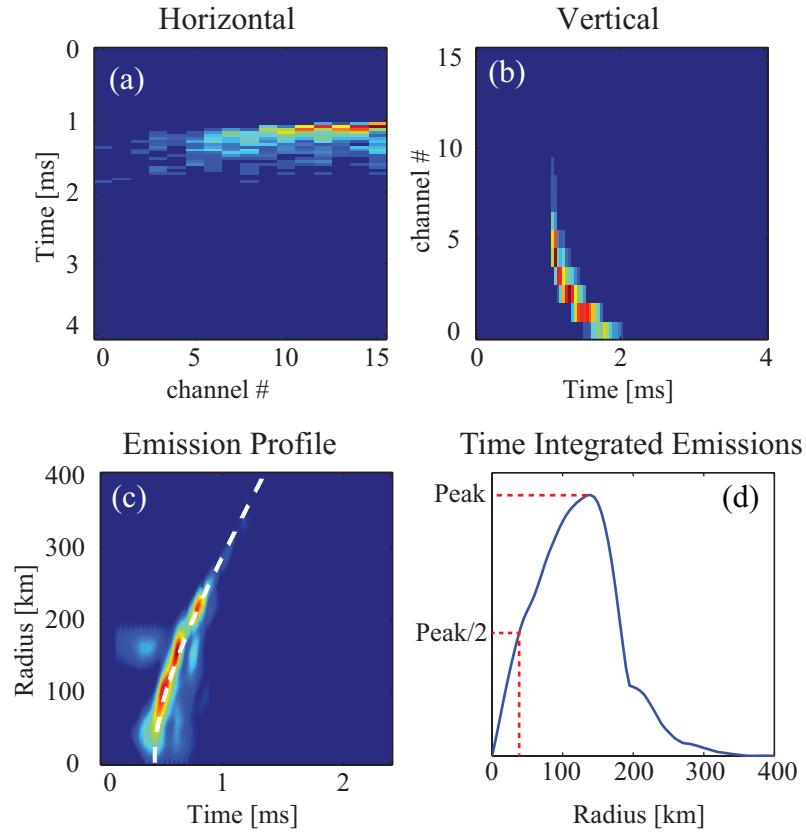 Horizontal
Vertical
(a)
0
1
2
3
4
Time [ms]
0
5
10
15
channel #
(b)
15
10
5
0
channel #
0
2
4
Time [ms]
Emission Profile
Time Integrated Emissions
(c)
400
300
200
100
0
Radius [km]
0
1
2
Time [ms]
(d)
Peak
Peak/2
0
100
200
300
400
Radius [km]